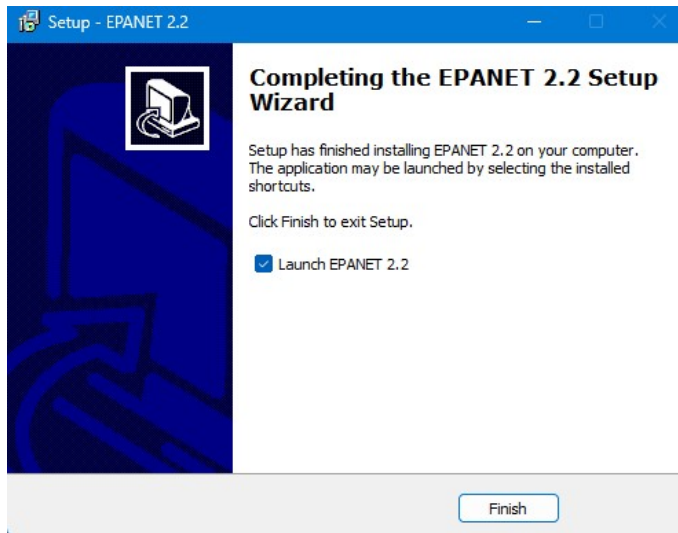 Setup - EPANET 2.2
Completing the EPANET 2.2 Setup
Wizard
Setup has finished installing EPANET 2.2 on your computer.
The application may be launched by selecting the installed
shortcuts.
Click Finish to exit Setup.
Launch EPANET 2.2
Finish